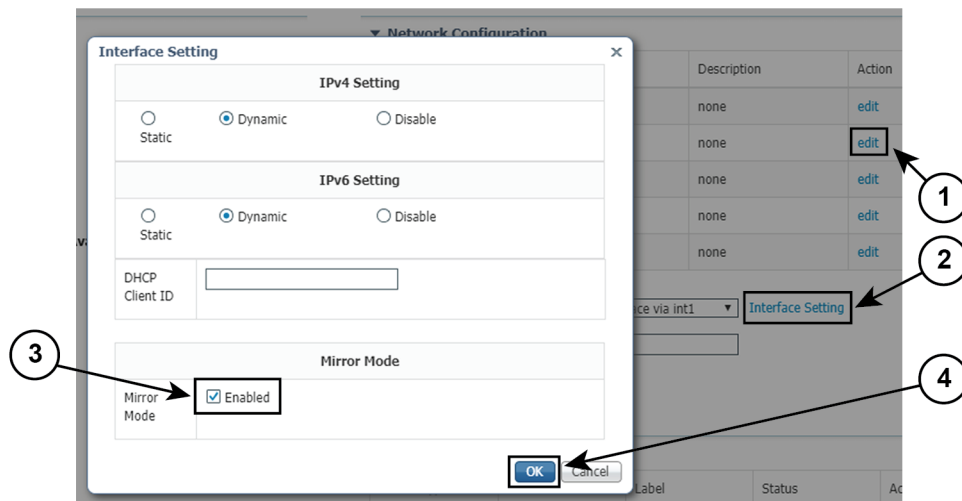 Network Configuration
Interface Setting
x
IPv4 Setting
Description
Action
Static
Dynamic
Disable
none
edit
none
edit
IPv6 Setting
none
edit
1
Static
Dynamic
Disable
none
edit
none
edit
2
DHCP
Client ID
via int1
Interface Setting
3
Mirror Mode
4
Mirror
Mode
Enabled
OK
Cancel
Label
Status